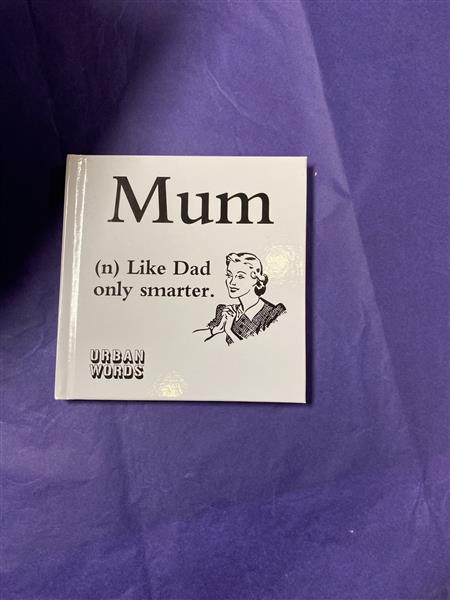 Mum
(n) Like Dad
only smarter.
URBAN
WORDS